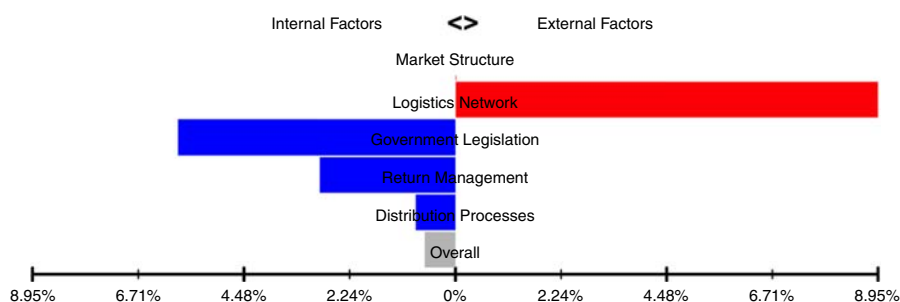 Internal Factors <> External Factors
Market Structure
Logistics Network
Government Legislation
Return Management
Distribution Processes
Overall
8.95% 6.71% 4.48% 2.24% 0% 2.24% 4.48% 6.71% 8.95%